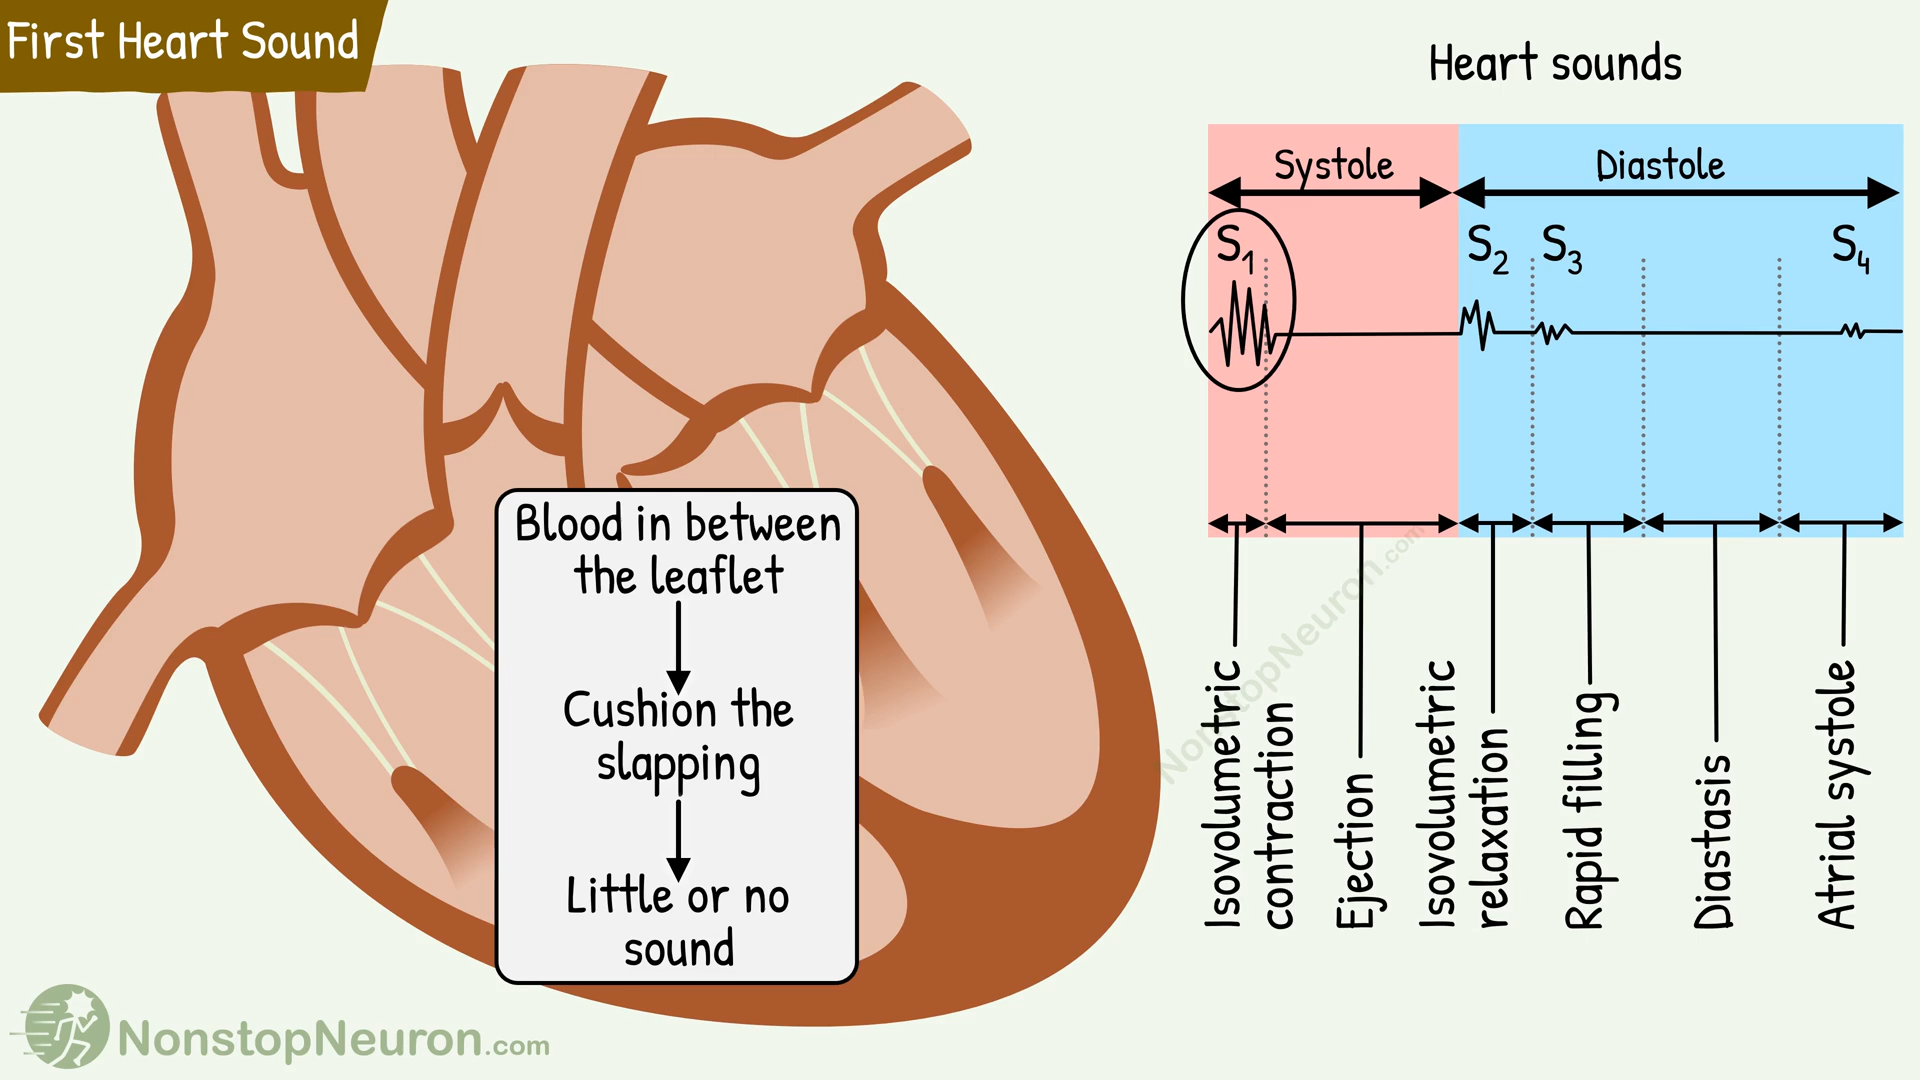 First Heart Sound
Heart sounds
Systole
Diastole
S1
S2
S3
S4
Blood in between
the leaflet
Cushion the
slapping
Little or no
sound
Isovolumetric
contraction
Ejection
Isovolumetric
relaxation
Rapid filling
Diastasis
Atrial systole
NonstopNeuron.com
NonstopNeuron.com